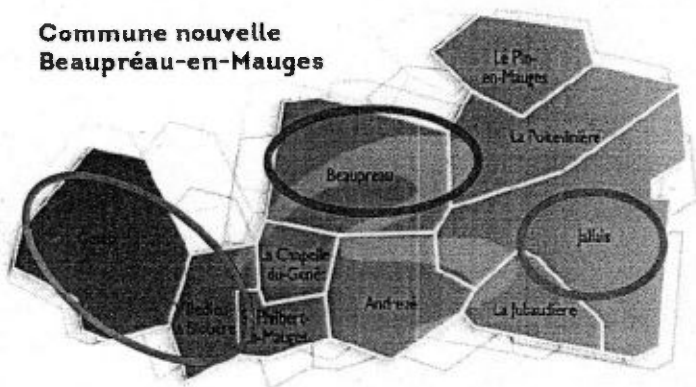 Commune nouvelle
Beaupréau-en-Mauges
Le Pin-
en-Mauges
La Poitevinière
Beaupreau
Jallais
La Chapelle
du-Genêt
Andrezé
La Jubaudière
St Philbert-
en-Mauges